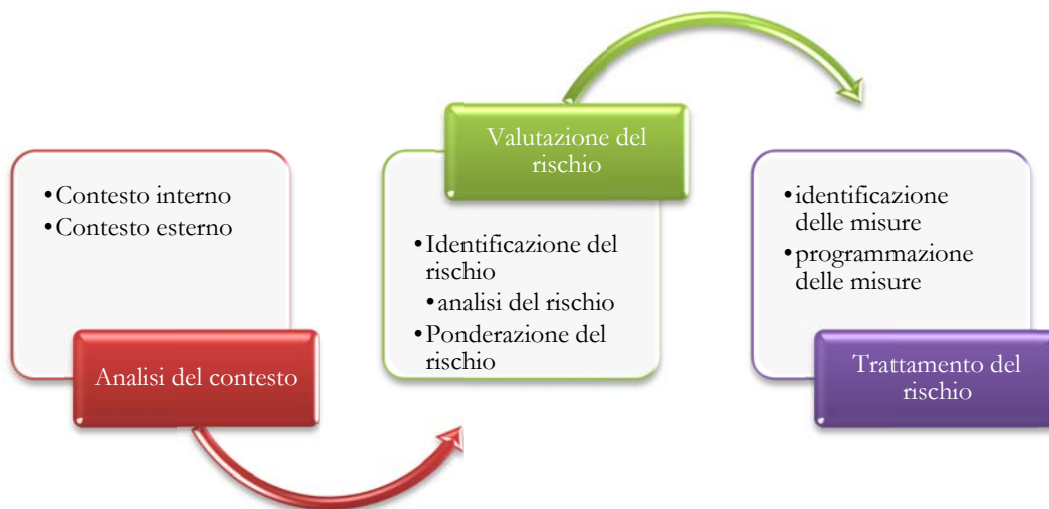 •Contesto interno
•Contesto esterno
Analisi del contesto
Valutazione del
rischio
•Identificazione del
rischio
•analisi del rischio
•Ponderazione del
rischio
•identificazione
delle misure
•programmazione
delle misure
Trattamento del
rischio